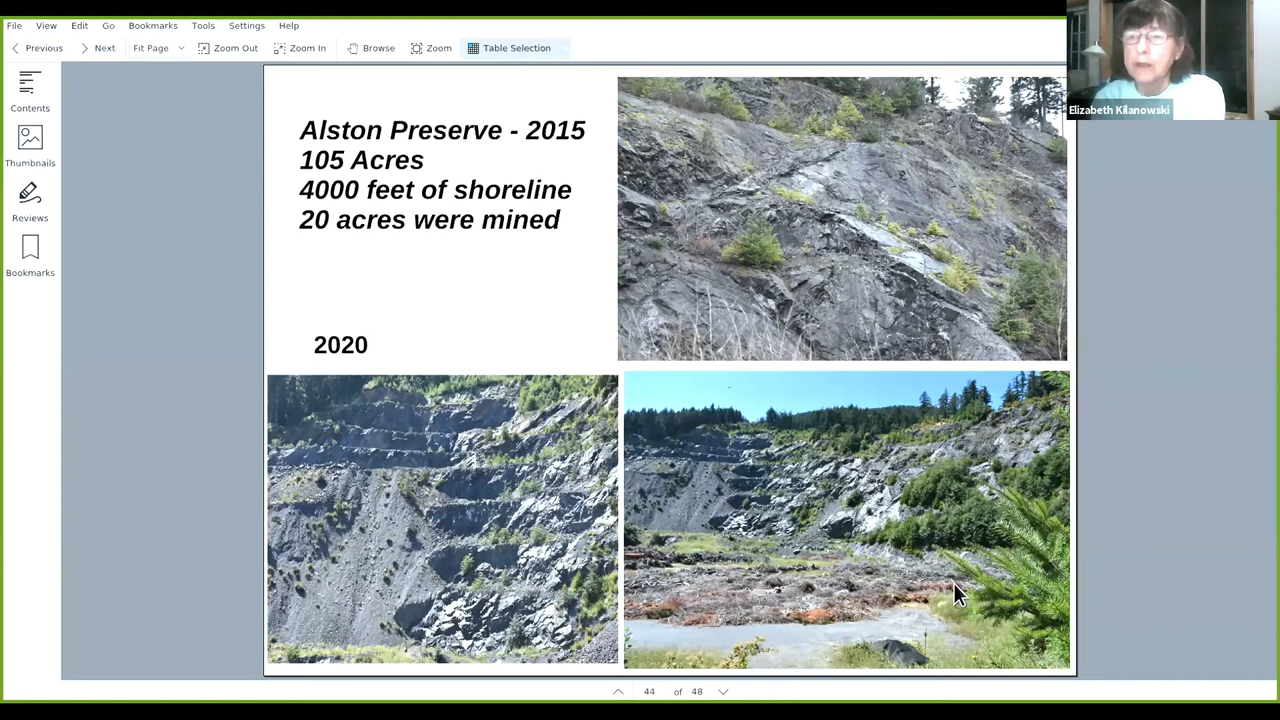 File View Edit Go Bookmarks Tools Settings Help
Previous Next Fit Page Zoom Out Zoom In Browse Zoom Table Selection
Elizabeth Kilanowski
Contents
Thumbnails
Reviews
Bookmarks
Alston Preserve - 2015
105 Acres
4000 feet of shoreline
20 acres were mined
2020
44 of 48